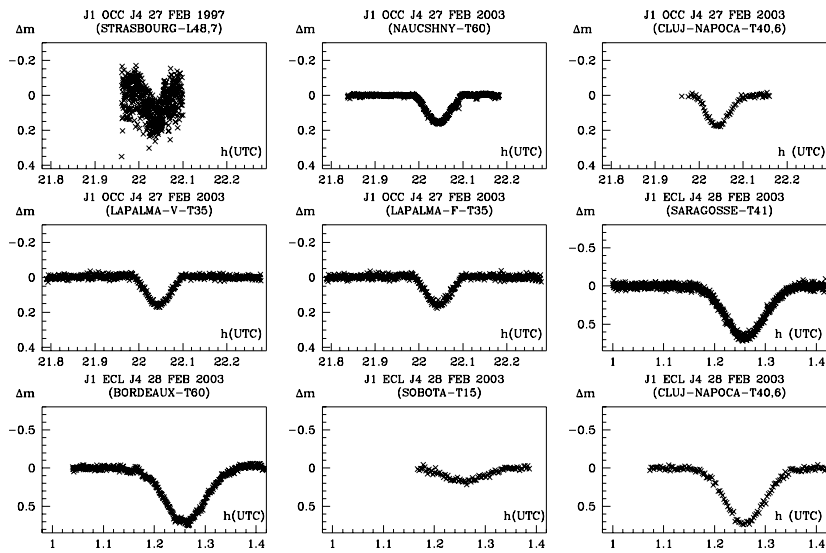 J1 OCC J4 27 FEB 1997
(STRASBOURG-L48,7)
Δm
-0.2
0
0.2
0.4
h(UTC)
21.8 21.9 22 22.1 22.2
J1 OCC J4 27 FEB 2003
(NAUCSHNY-T60)
Δm
-0.2
0
0.2
0.4
h(UTC)
21.8 21.9 22 22.1 22.2
J1 OCC J4 27 FEB 2003
(CLUJ-NAPOCA-T40,6)
Δm
-0.2
0
0.2
0.4
h (UTC)
21.8 21.9 22 22.1 22.2
J1 OCC J4 27 FEB 2003
(LAPALMA-V-T35)
Δm
-0.2
0
0.2
0.4
h(UTC)
21.8 21.9 22 22.1 22.2
J1 OCC J4 27 FEB 2003
(LAPALMA-F-T35)
Δm
-0.2
0
0.2
0.4
h(UTC)
21.8 21.9 22 22.1 22.2
J1 ECL J4 28 FEB 2003
(SARAGOSSE-T41)
Δm
-0.5
0
0.5
h (UTC)
1 1.1 1.2 1.3 1.4
J1 ECL J4 28 FEB 2003
(BORDEAUX-T60)
Δm
-0.5
0
0.5
h(UTC)
1 1.1 1.2 1.3 1.4
J1 ECL J4 28 FEB 2003
(SOBOTA-T15)
Δm
-0.5
0
0.5
h(UTC)
1 1.1 1.2 1.3 1.4
J1 ECL J4 28 FEB 2003
(CLUJ-NAPOCA-T40,6)
Δm
-0.5
0
0.5
h (UTC)
1 1.1 1.2 1.3 1.4